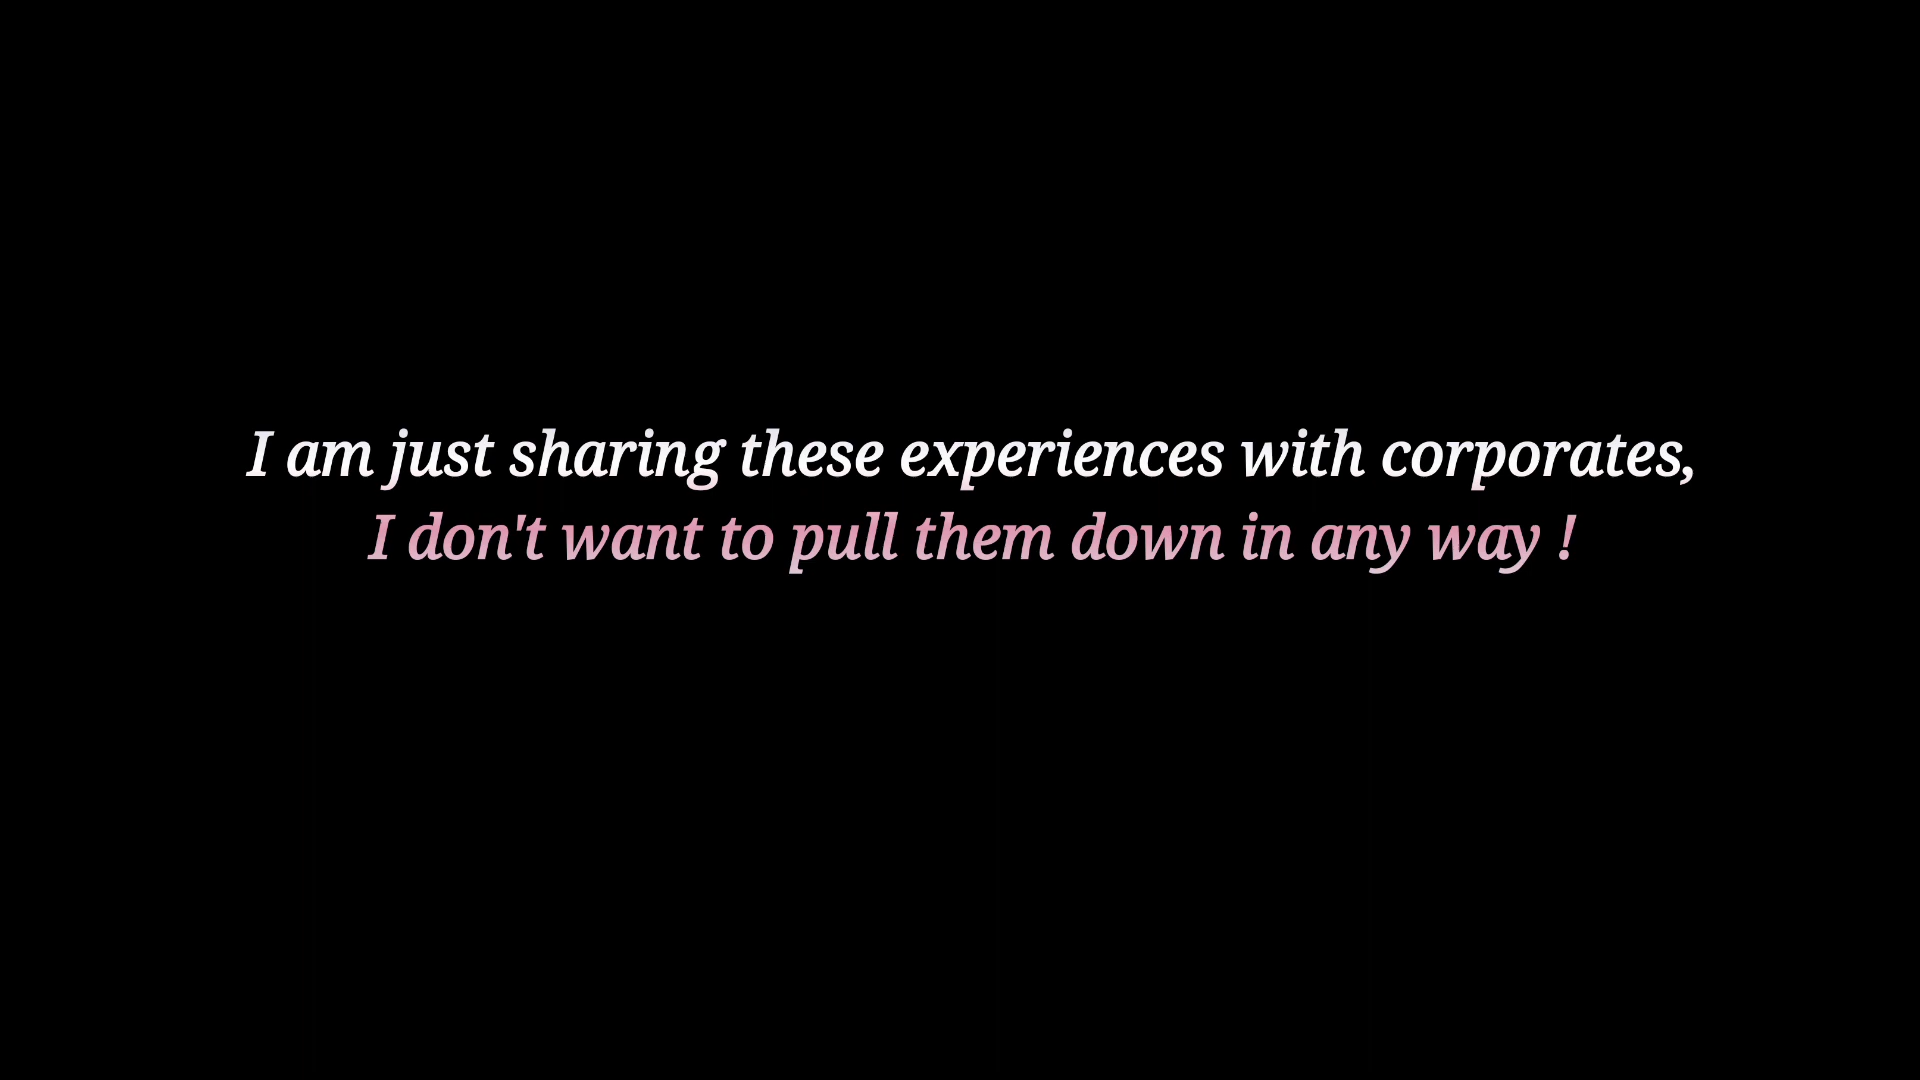 I am just sharing these experiences with corporates,
I don't want to pull them down in any way !